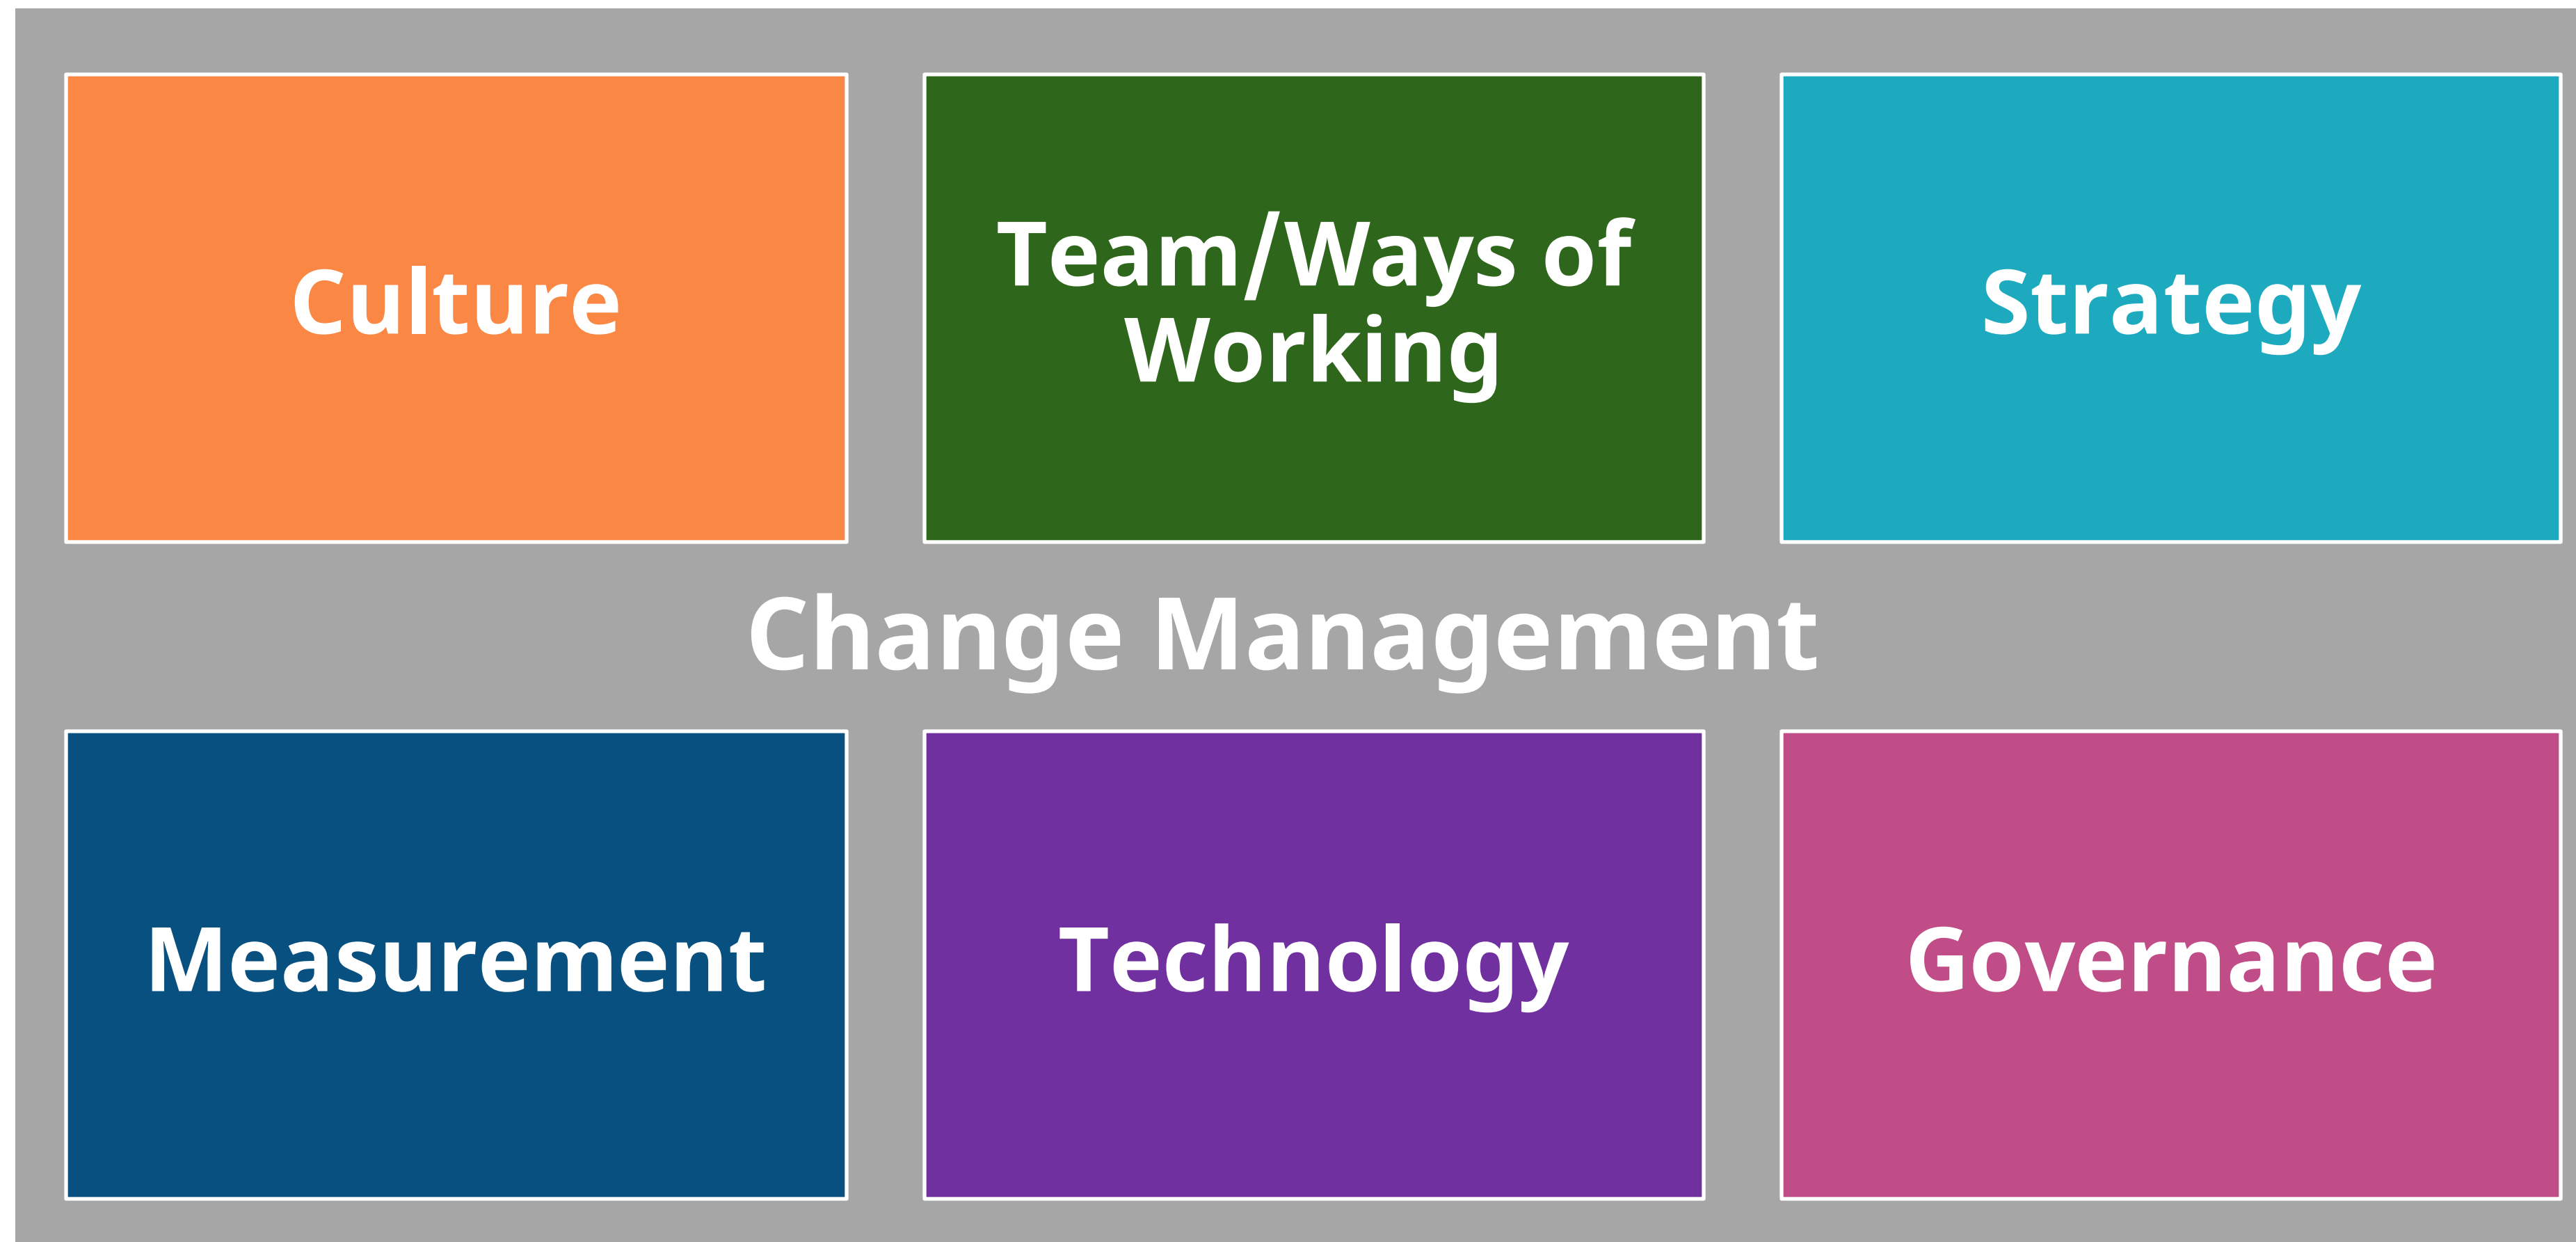 Culture
Team/Ways of
Working
Strategy
Change Management
Measurement
Technology
Governance